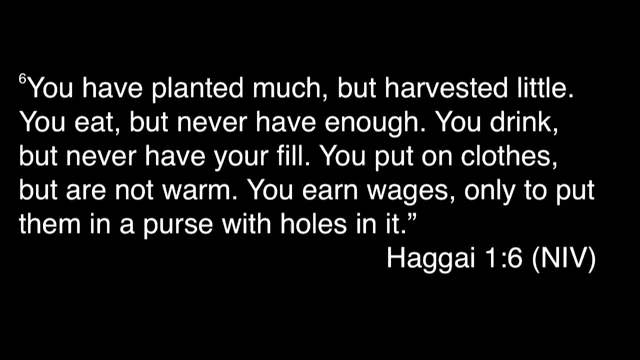 ⁶You have planted much, but harvested little.
You eat, but never have enough. You drink,
but never have your fill. You put on clothes,
but are not warm. You earn wages, only to put
them in a purse with holes in it.”
Haggai 1:6 (NIV)